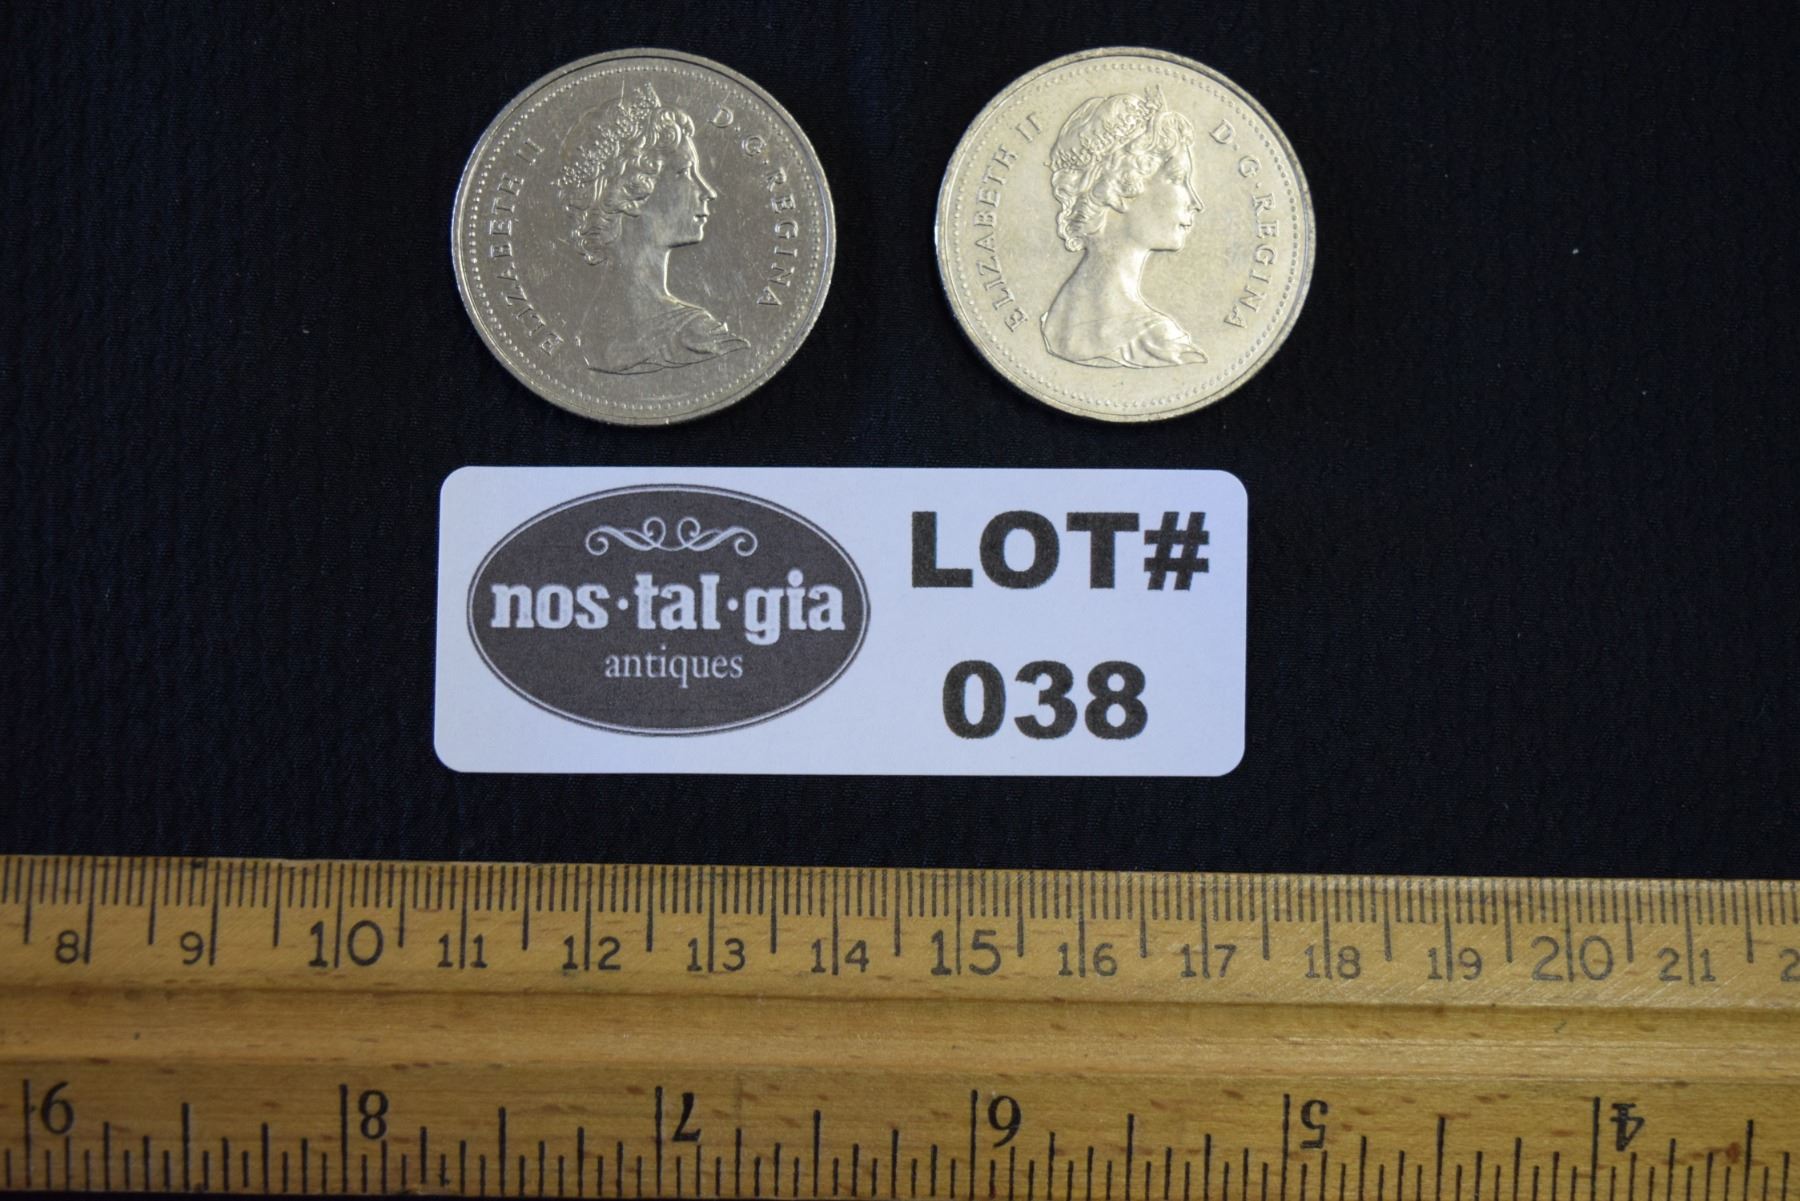 ELIZABETH II D·G·REGINA
ELIZABETH II D·G·REGINA
nos·tal·gia
antiques
LOT#
038
8 9 10 11 12 13 14 15 16 17 18 19 20 21 2
9 8 7 6 5 4